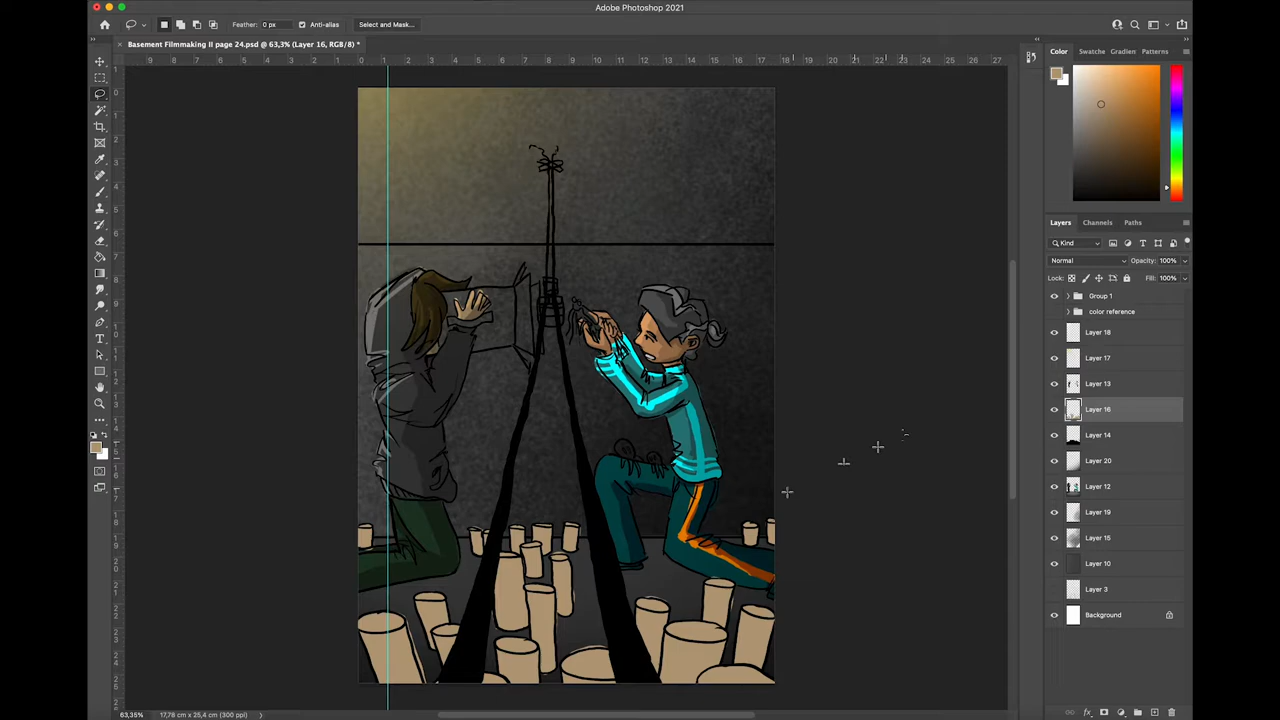 Adobe Photoshop 2021
Feather: 0 px Anti-alias Select and Mask...
Basement Filmmaking II page 24.psd @ 63,3% (Layer 16, RGB/8) *
Color Swatches Gradien Patterns
Layers Channels Paths
Kind
Normal Opacity: 100%
Lock: Fill: 100%
Group 1
color reference
Layer 18
Layer 17
Layer 13
Layer 16
Layer 14
Layer 20
Layer 12
Layer 19
Layer 15
Layer 10
Layer 3
Background
63,35% 17,78 cm x 25,4 cm (300 ppi)